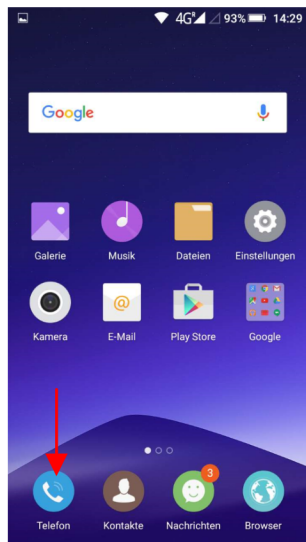 4G 93% 14:29
Google
Galerie Musik Dateien Einstellungen
@
Kamera E-Mail Play Store Google
3
Telefon Kontakte Nachrichten Browser